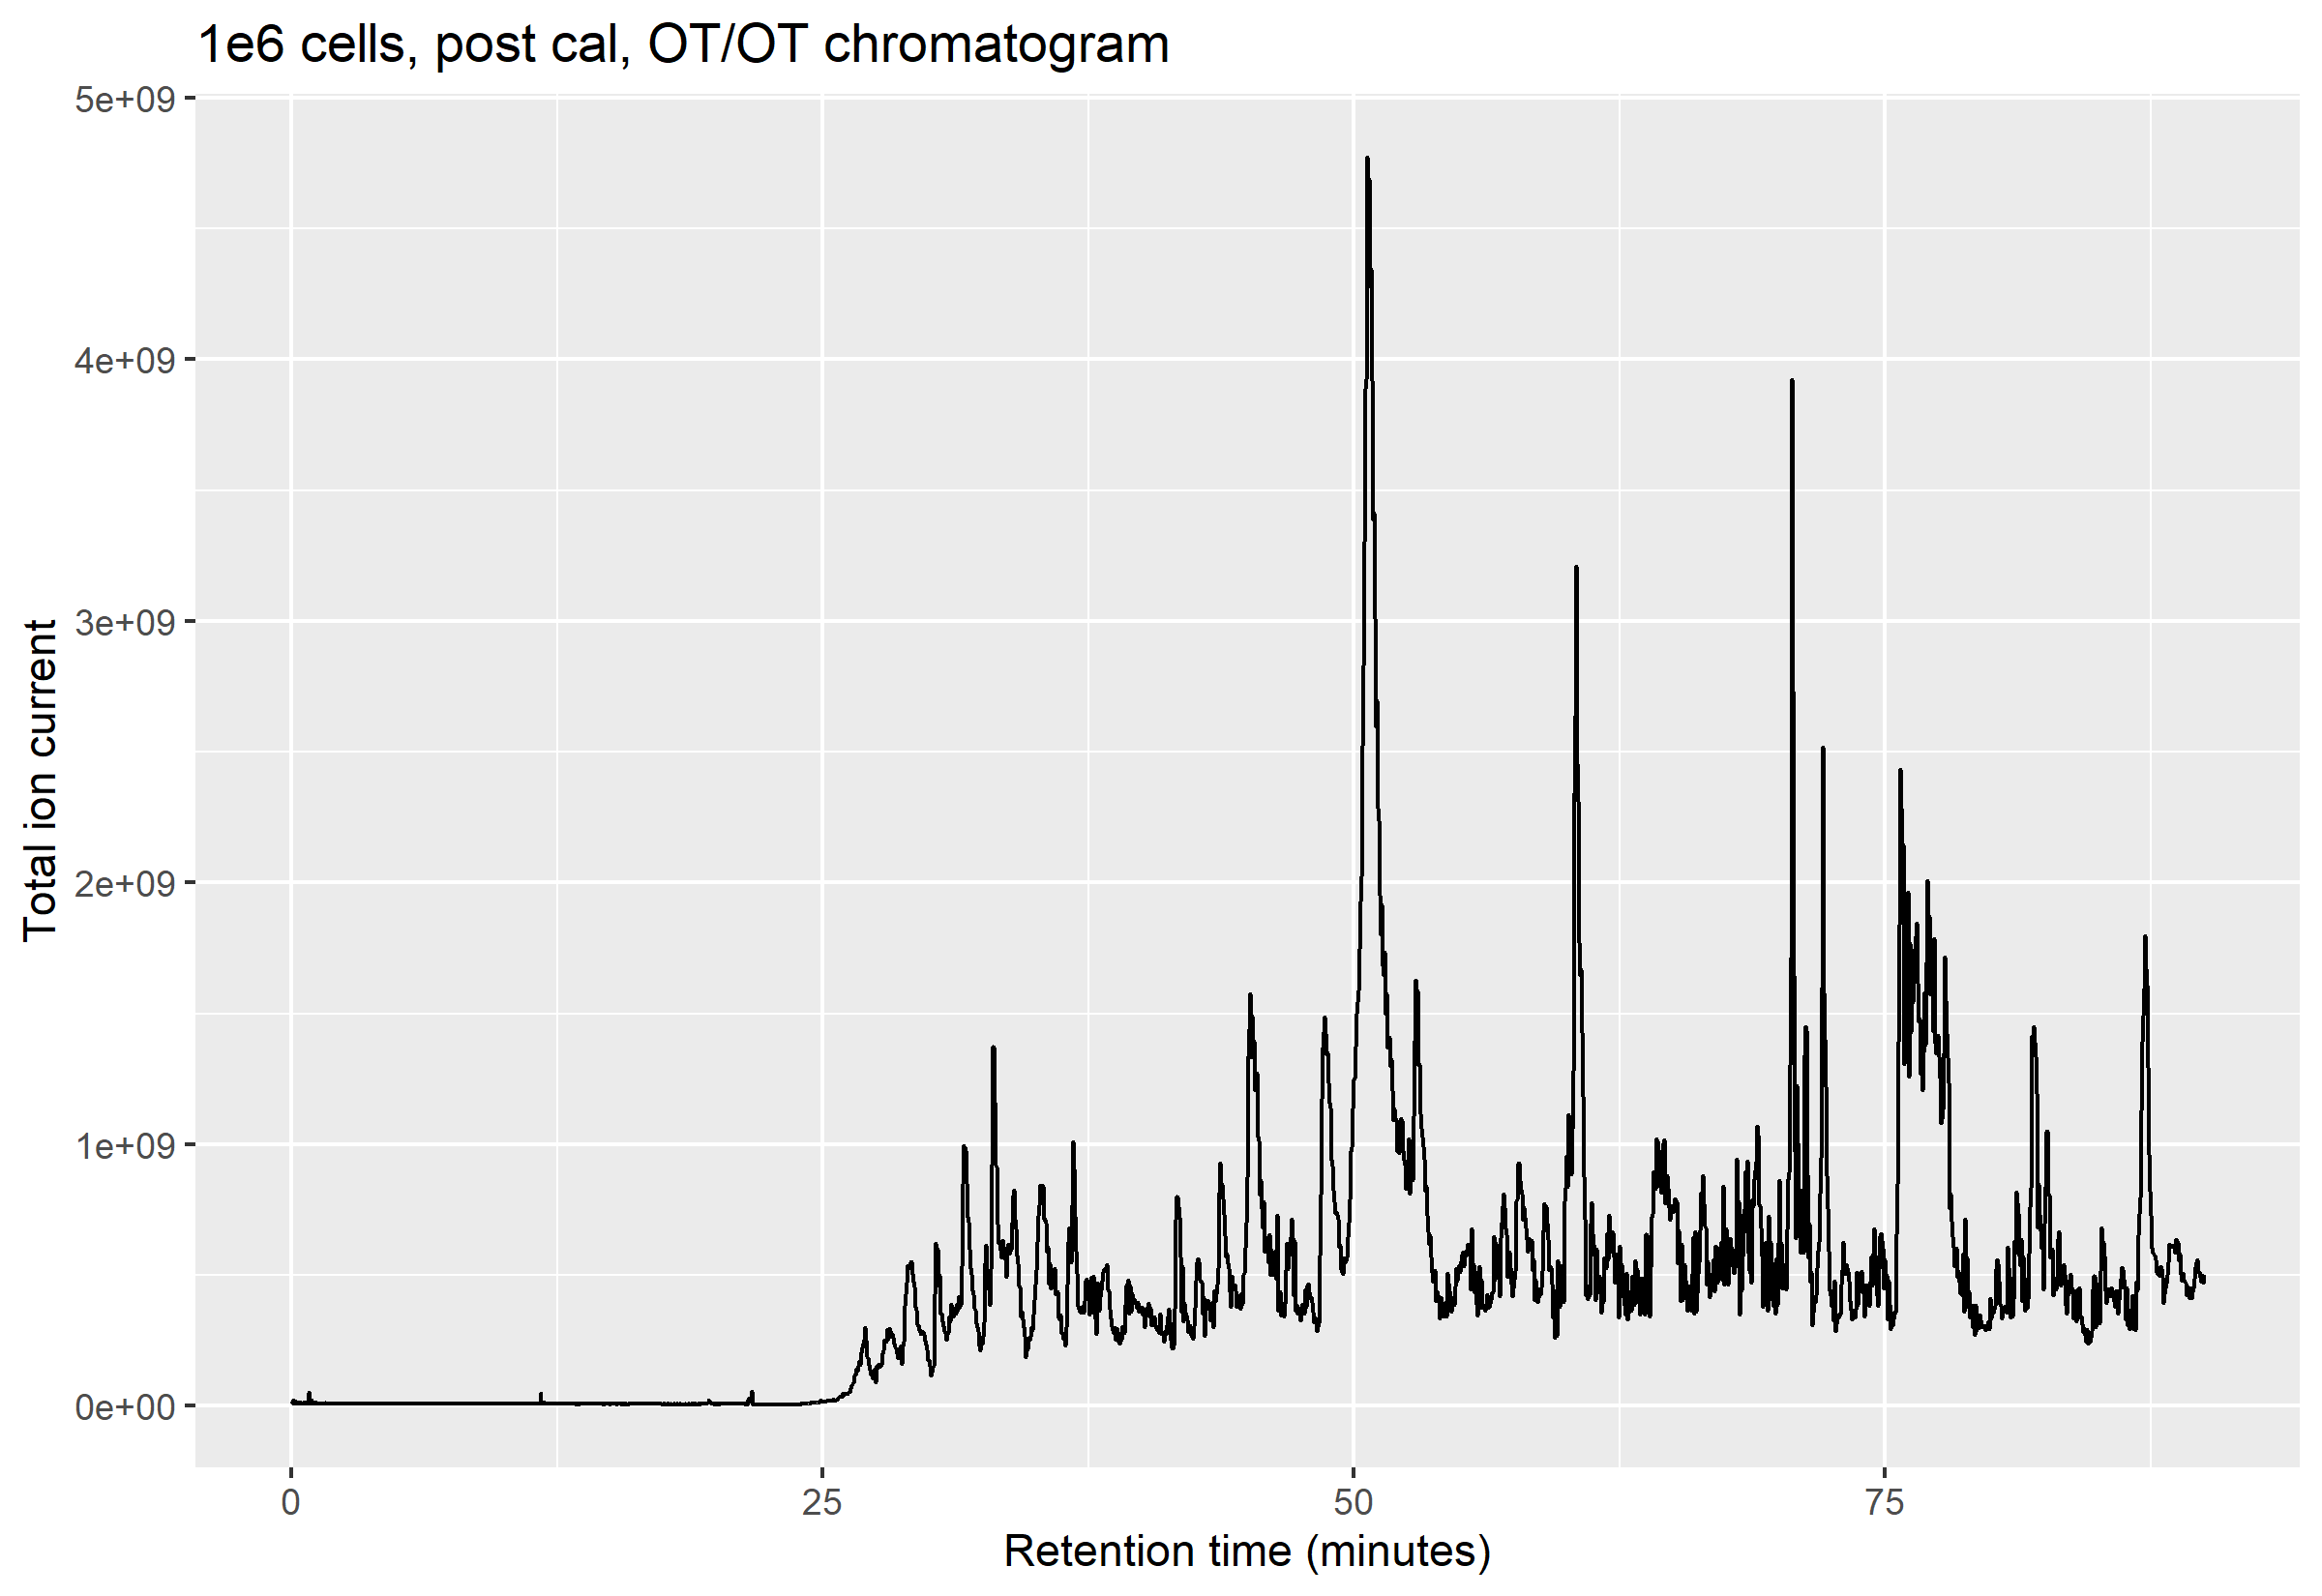 1e6 cells, post cal, OT/OT chromatogram
5e+09
4e+09
3e+09
2e+09
1e+09
0e+00
Total ion current
0 25 50 75
Retention time (minutes)